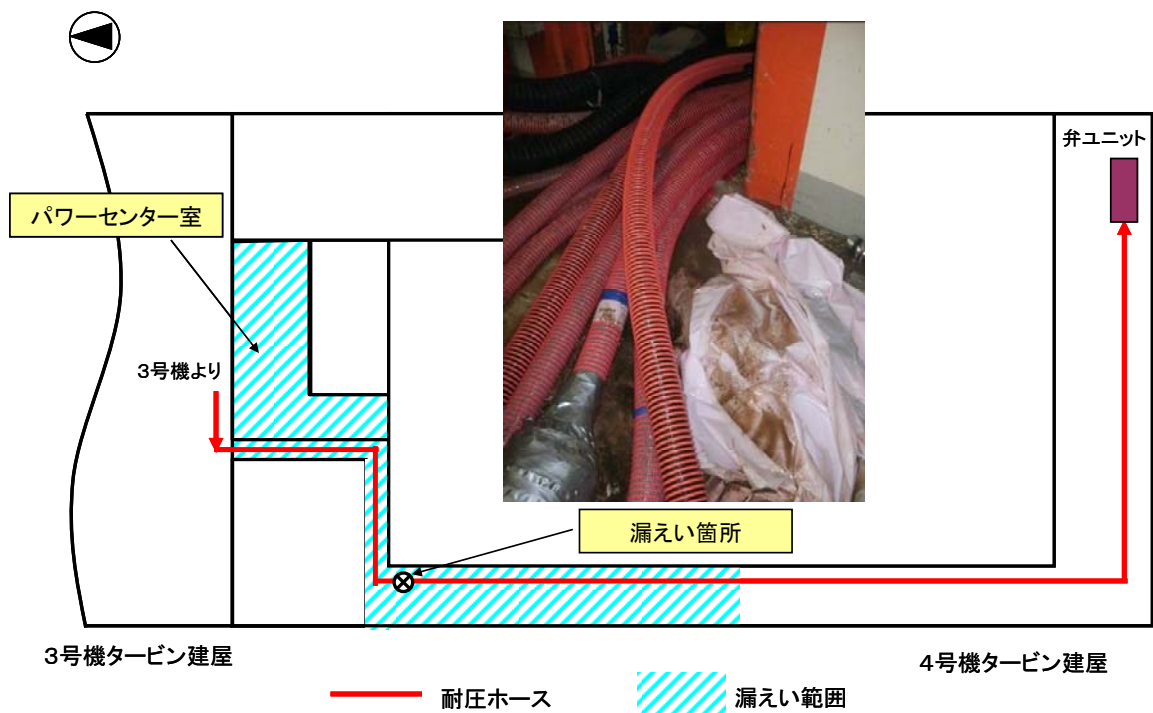 弁ユニット
パワーセンター室
3号機より
漏えい箇所
3号機タービン建屋
4号機タービン建屋
耐圧ホース
漏えい範囲